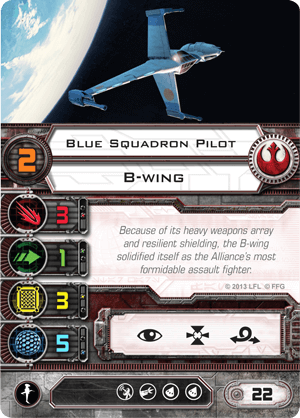 Blue Squadron Pilot
2
B-wing
3
Because of its heavy weapons array
and resilient shielding, the B-wing
1
solidified itself as the Alliance's most
formidable assault fighter.
© 2013 LFL © FFG
3
5
22